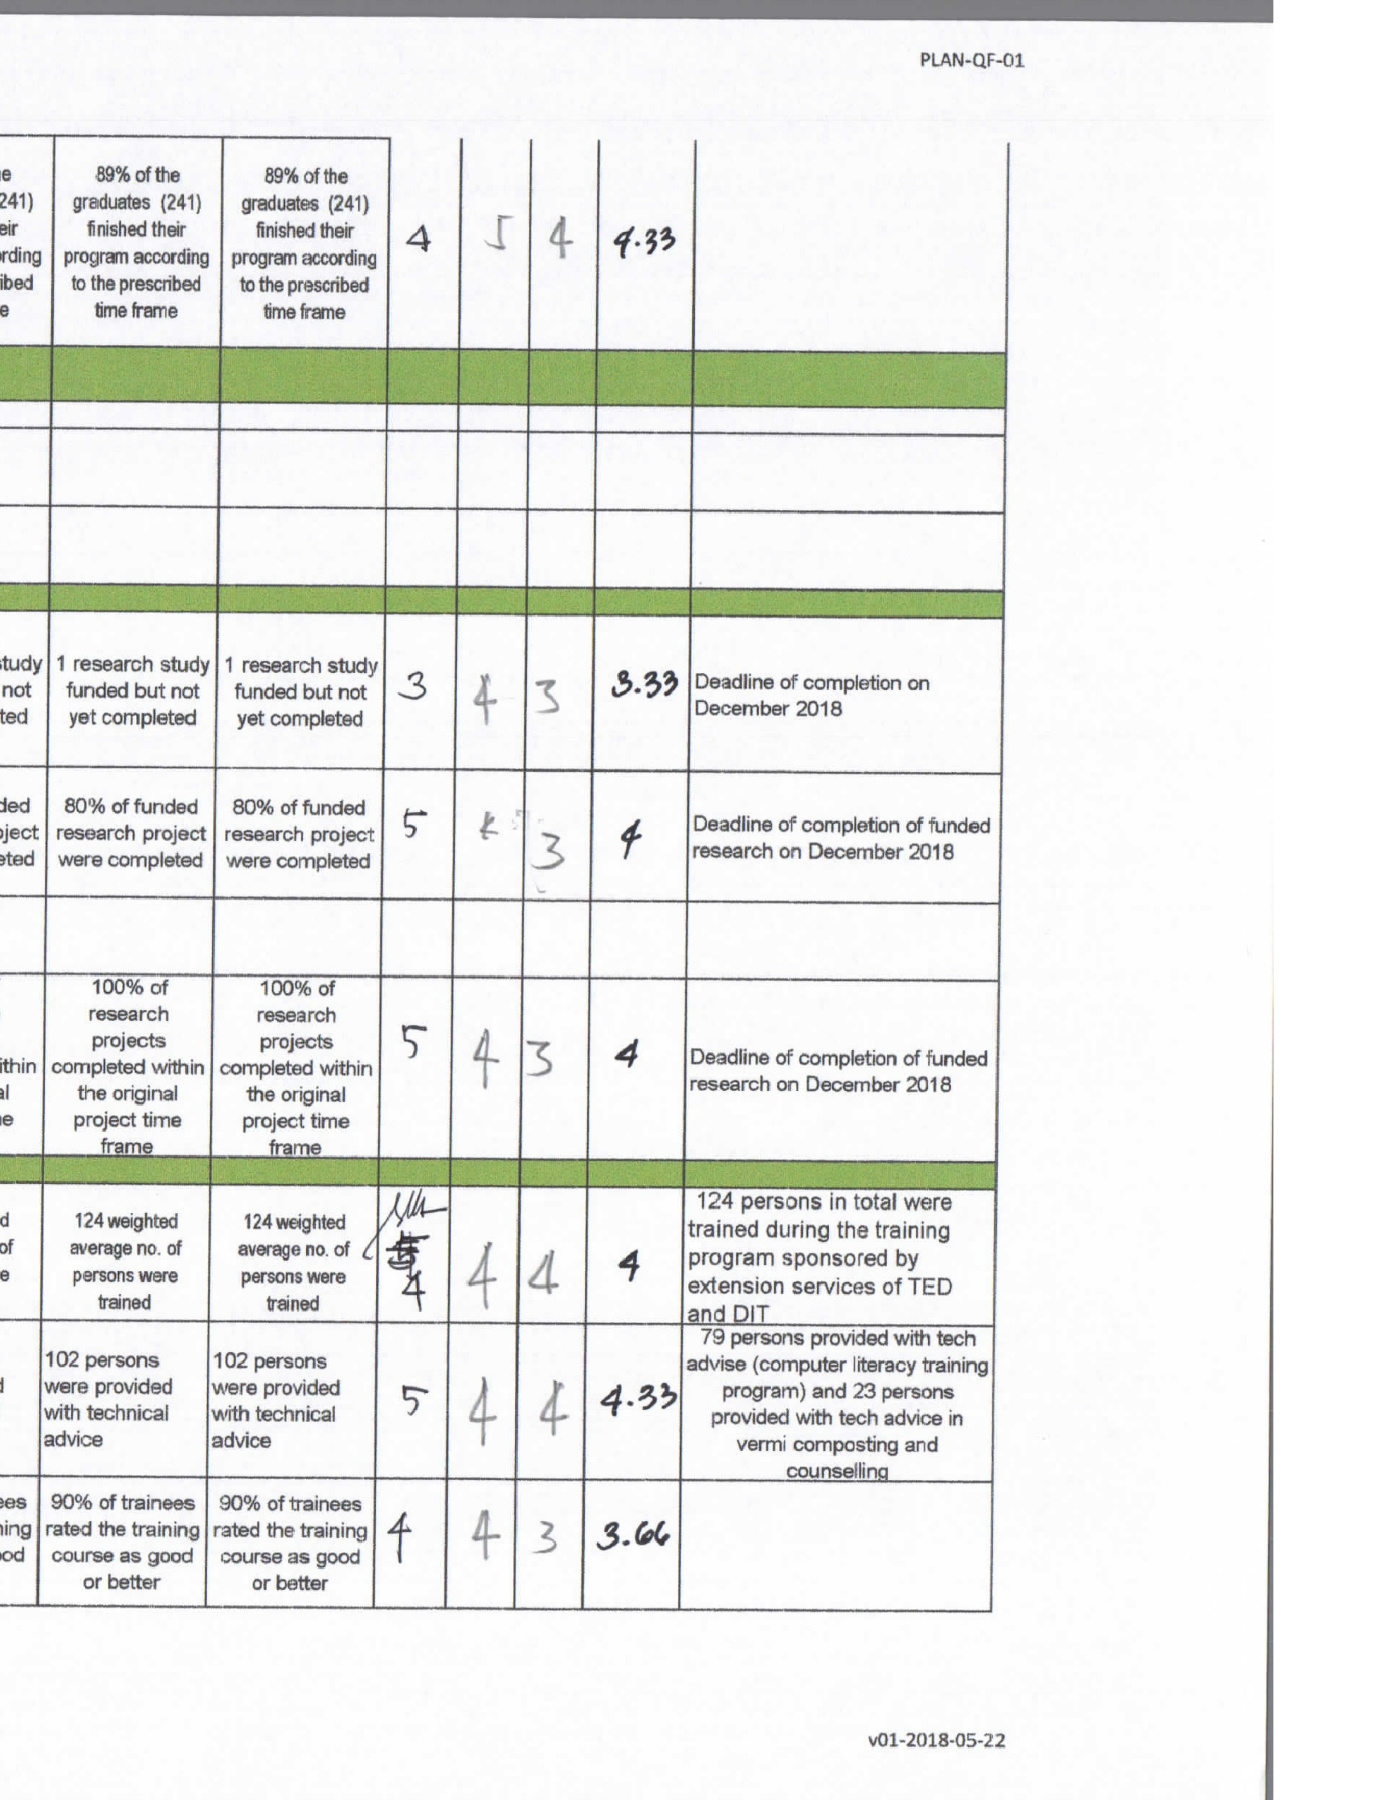 PLAN-QF-01
e
241)
eir
rding
ibed
e
89% of the
graduates (241)
finished their
program according
to the prescribed
time frame
89% of the
graduates (241)
finished their
program according
to the prescribed
time frame
4
5
4
4.33
study
not
ted
1 research study
funded but not
yet completed
1 research study
funded but not
yet completed
3
4
3
3.33
Deadline of completion on
December 2018
ded
oject
eted
80% of funded
research project
were completed
80% of funded
research project
were completed
5
3
4
Deadline of completion of funded
research on December 2018
ithin
al
ne
100% of
research
projects
completed within
the original
project time
frame
100% of
research
projects
completed within
the original
project time
frame
5
4
3
4
Deadline of completion of funded
research on December 2018
d
of
e
124 weighted
average no. of
persons were
trained
124 weighted
average no. of
persons were
trained
4
4
4
4
124 persons in total were
trained during the training
program sponsored by
extension services of TED
and DIT
d
102 persons
were provided
with technical
advice
102 persons
were provided
with technical
advice
5
4
4
4.33
79 persons provided with tech
advise (computer literacy training
program) and 23 persons
provided with tech advice in
vermi composting and
counselling
ees
ning
ood
90% of trainees
rated the training
course as good
or better
90% of trainees
rated the training
course as good
or better
4
4
3
3.66
v01-2018-05-22